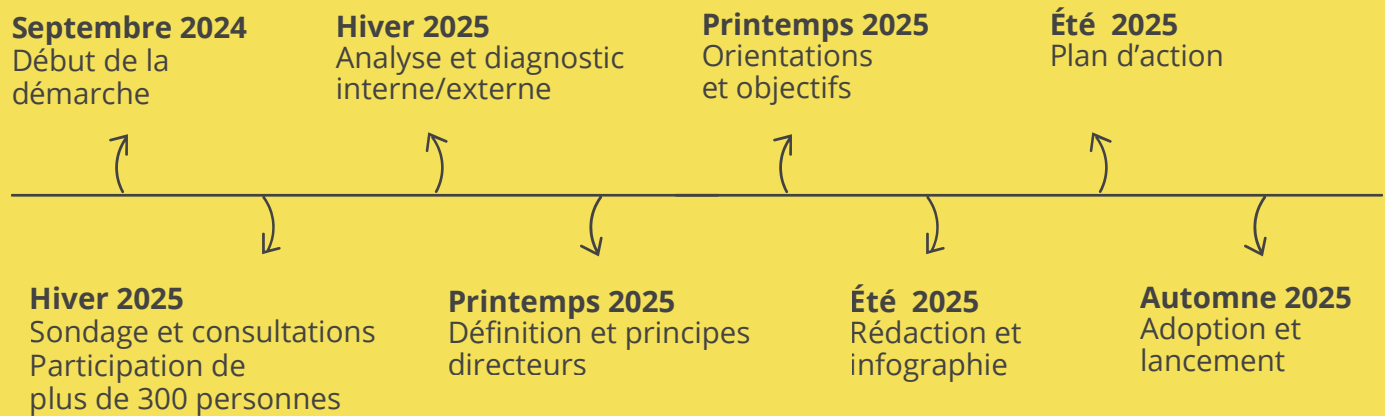 Septembre 2024
Début de la
démarche
Hiver 2025
Analyse et diagnostic
interne/externe
Printemps 2025
Orientations
et objectifs
Été 2025
Plan d’action
Hiver 2025
Sondage et consultations
Participation de
plus de 300 personnes
Printemps 2025
Définition et principes
directeurs
Été 2025
Rédaction et
infographie
Automne 2025
Adoption et
lancement